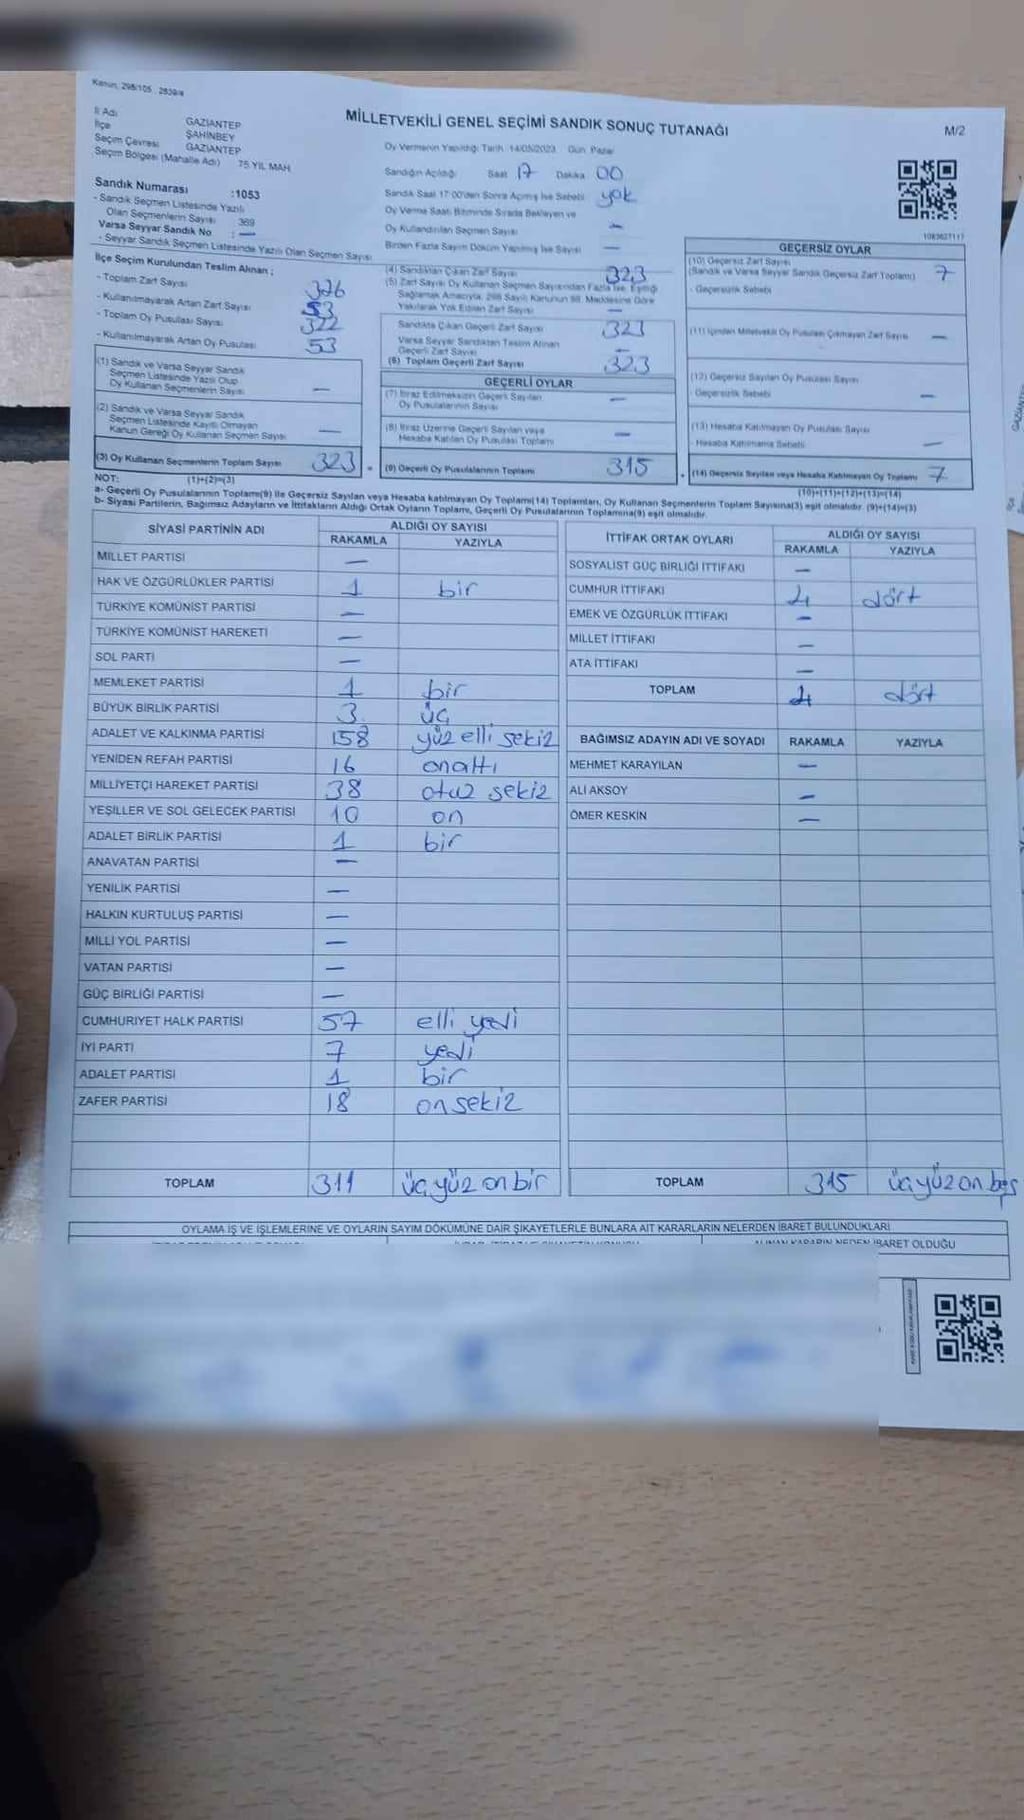 Kanun, 298/105 2839/4
MİLLETVEKİLİ GENEL SEÇİMİ SANDIK SONUÇ TUTANAĞI
M/2
İl Adı GAZİANTEP
İlçe ŞAHİNBEY
Seçim Çevresi GAZİANTEP
Seçim Bölgesi (Mahalle Adı) 75.YIL MAH
Sandık Numarası :1053
- Sandık Seçmen Listesinde Yazılı
Olan Seçmenlerin Sayısı 369
Varsa Seyyar Sandık No : —
- Seyyar Sandık Seçmen Listesinde Yazılı Olan Seçmen Sayısı
Oy Vermenin Yapıldığı Tarih 14/05/2023 Gün Pazar
Sandığın Açıldığı Saat 17 Dakika 00
Sandık Saat 17:00'den Sonra Açılmış İse Sebebi yok
Oy Verme Saati Bitiminde Sırada Bekleyen ve
Oy Kullandırılan Seçmen Sayısı —
Birden Fazla Sayım Döküm Yapılmış İse Sayısı —
1083627117
İlçe Seçim Kurulundan Teslim Alınan ;
- Toplam Zarf Sayısı 376
- Kullanılmayarak Artan Zarf Sayısı 53
- Toplam Oy Pusulası Sayısı
- Kullanılmayarak Artan Oy Pusulası 53
(1) Sandık ve Varsa Seyyar Sandık
Seçmen Listesinde Yazılı Olup
Oy Kullanan Seçmenlerin Sayısı —
(2) Sandık ve Varsa Seyyar Sandık
Seçmen Listesinde Kayıtlı Olmayan
Kanun Gereği Oy Kullanan Seçmen Sayısı —
(3) Oy Kullanan Seçmenlerin Toplam Sayısı 323
(1)+(2)=(3)
(4) Sandıktan Çıkan Zarf Sayısı 323
(5) Zarf Sayısı Oy Kullanan Seçmen Sayısından Fazla İse, Eşitliği
Sağlamak Amacıyla, 298 Sayılı Kanunun 98. Maddesine Göre
Yakılarak Yok Edilen Zarf Sayısı —
Sandıkta Çıkan Geçerli Zarf Sayısı 323
Varsa Seyyar Sandıktan Teslim Alınan
Geçerli Zarf Sayısı —
(6) Toplam Geçerli Zarf Sayısı 323
GEÇERLİ OYLAR
(7) İtiraz Edilmeksizin Geçerli Sayılan
Oy Pusulalarının Sayısı —
(8) İtiraz Üzerine Geçerli Sayılan veya
Hesaba Katılan Oy Pusulası Toplamı —
(9) Geçerli Oy Pusulalarının Toplamı 315
GEÇERSİZ OYLAR
(10) Geçersiz Zarf Sayısı
(Sandık ve Varsa Seyyar Sandık Geçersiz Zarf Toplamı) 7
- Geçersizlik Sebebi
(11) İçinden Milletvekili Oy Pusulası Çıkmayan Zarf Sayısı —
(12) Geçersiz Sayılan Oy Pusulası Sayısı
- Geçersizlik Sebebi —
(13) Hesaba Katılmayan Oy Pusulası Sayısı
- Hesaba Katılmama Sebebi —
(14) Geçersiz Sayılan veya Hesaba Katılmayan Oy Toplamı 7
(10)+(11)+(12)+(13)=(14)
NOT:
a- Geçerli Oy Pusulalarının Toplamı(9) ile Geçersiz Sayılan veya Hesaba katılmayan Oy Toplamı(14) Toplamları, Oy Kullanan Seçmenlerin Toplam Sayısına(3) eşit olmalıdır. (9)+(14)=(3)
b- Siyasi Partilerin, Bağımsız Adayların ve İttifakların Aldığı Ortak Oyların Toplamı, Geçerli Oy Pusulalarının Toplamına(9) eşit olmalıdır.
SİYASİ PARTİNİN ADI ALDIĞI OY SAYISI
RAKAMLA YAZIYLA
MİLLET PARTİSİ —
HAK VE ÖZGÜRLÜKLER PARTİSİ 1 bir
TÜRKİYE KOMÜNİST PARTİSİ —
TÜRKİYE KOMÜNİST HAREKETİ —
SOL PARTİ —
MEMLEKET PARTİSİ 1 bir
BÜYÜK BİRLİK PARTİSİ 3 üç
ADALET VE KALKINMA PARTİSİ 158 yüz elli sekiz
YENİDEN REFAH PARTİSİ 16 onaltı
MİLLİYETÇİ HAREKET PARTİSİ 38 otuz sekiz
YEŞİLLER VE SOL GELECEK PARTİSİ 10 on
ADALET BİRLİK PARTİSİ 1 bir
ANAVATAN PARTİSİ —
YENİLİK PARTİSİ —
HALKIN KURTULUŞ PARTİSİ —
MİLLİ YOL PARTİSİ —
VATAN PARTİSİ —
GÜÇ BİRLİĞİ PARTİSİ —
CUMHURİYET HALK PARTİSİ 57 elli yedi
İYİ PARTİ 7 yedi
ADALET PARTİSİ 1 bir
ZAFER PARTİSİ 18 onsekiz
TOPLAM 311 üçyüz on bir
İTTİFAK ORTAK OYLARI ALDIĞI OY SAYISI
RAKAMLA YAZIYLA
SOSYALİST GÜÇ BİRLİĞİ İTTİFAKI —
CUMHUR İTTİFAKI 4 dört
EMEK VE ÖZGÜRLÜK İTTİFAKI —
MİLLET İTTİFAKI —
ATA İTTİFAKI —
TOPLAM 4 dört
BAĞIMSIZ ADAYIN ADI VE SOYADI RAKAMLA YAZIYLA
MEHMET KARAYILAN —
ALİ AKSOY —
ÖMER KESKİN —
TOPLAM 315 üçyüz on beş
OYLAMA İŞ VE İŞLEMLERİNE VE OYLARIN SAYIM DÖKÜMÜNE DAİR ŞİKAYETLERLE BUNLARA AİT KARARLARIN NELERDEN İBARET BULUNDUKLARI
ALINAN KARARIN NEDEN İBARET OLDUĞU